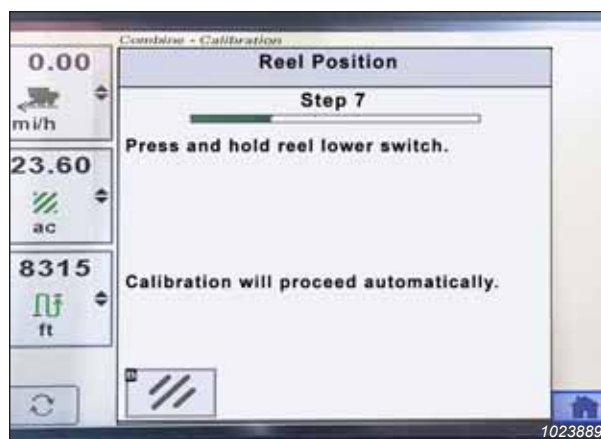 Combine - Calibration
0.00
mi/h
23.60
ac
8315
ft
Reel Position
Step 7
Press and hold reel lower switch.
Calibration will proceed automatically.
1023889